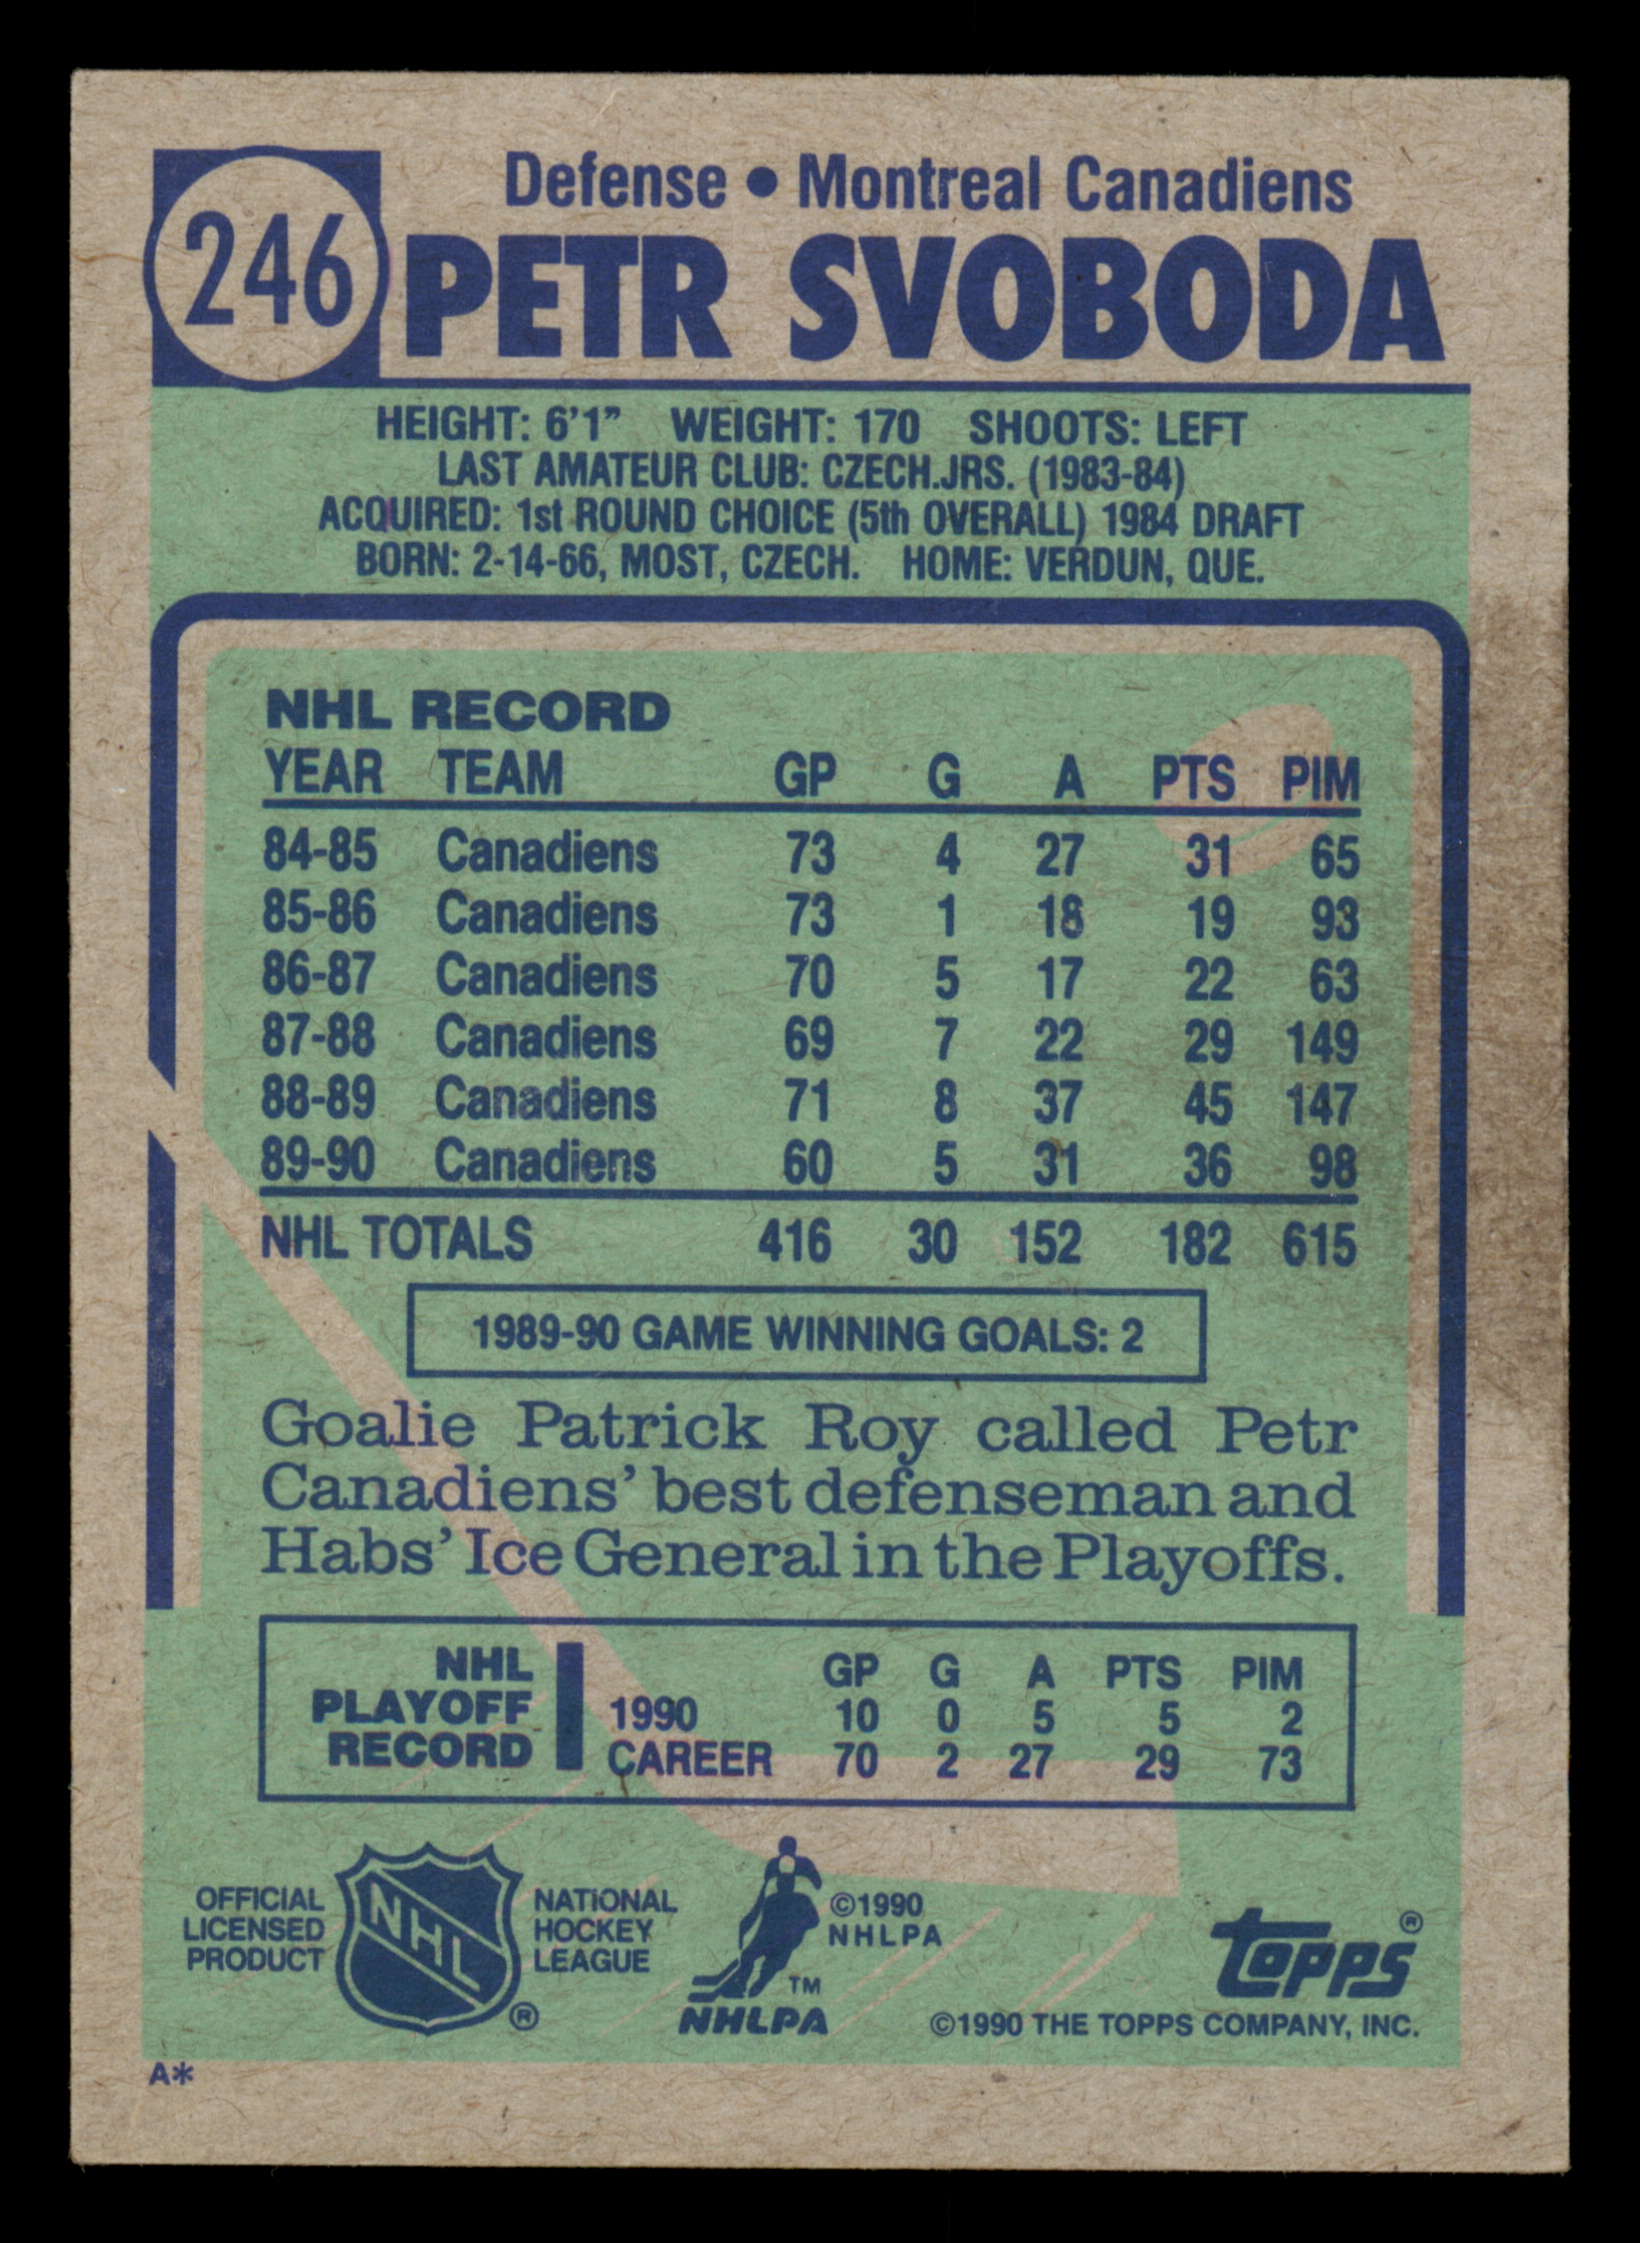 246
Defense • Montreal Canadiens
PETR SVOBODA
HEIGHT: 6'1" WEIGHT: 170 SHOOTS: LEFT
LAST AMATEUR CLUB: CZECH.JRS. (1983-84)
ACQUIRED: 1st ROUND CHOICE (5th OVERALL) 1984 DRAFT
BORN: 2-14-66, MOST, CZECH. HOME: VERDUN, QUE.
NHL RECORD
YEAR TEAM GP G A PTS PIM
84-85 Canadiens 73 4 27 31 65
85-86 Canadiens 73 1 18 19 93
86-87 Canadiens 70 5 17 22 63
87-88 Canadiens 69 7 22 29 149
88-89 Canadiens 71 8 37 45 147
89-90 Canadiens 60 5 31 36 98
NHL TOTALS 416 30 152 182 615
1989-90 GAME WINNING GOALS: 2
Goalie Patrick Roy called Petr
Canadiens' best defenseman and
Habs' Ice General in the Playoffs.
NHL
PLAYOFF
RECORD
GP G A PTS PIM
1990 10 0 5 5 2
CAREER 70 2 27 29 73
OFFICIAL
LICENSED
PRODUCT
NHL
®
NATIONAL
HOCKEY
LEAGUE
©1990
NHLPA
TM
NHLPA
topps®
©1990 THE TOPPS COMPANY, INC.
A*